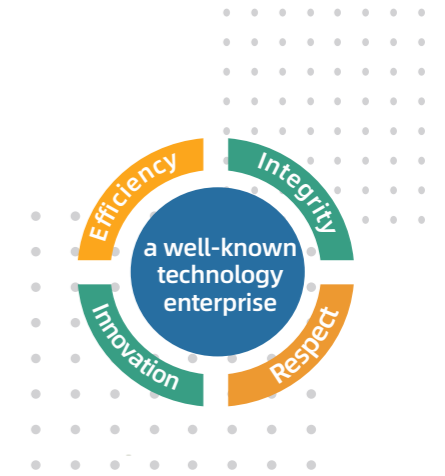 Efficiency
Integrity
a well-known
technology
enterprise
Innovation
Respect